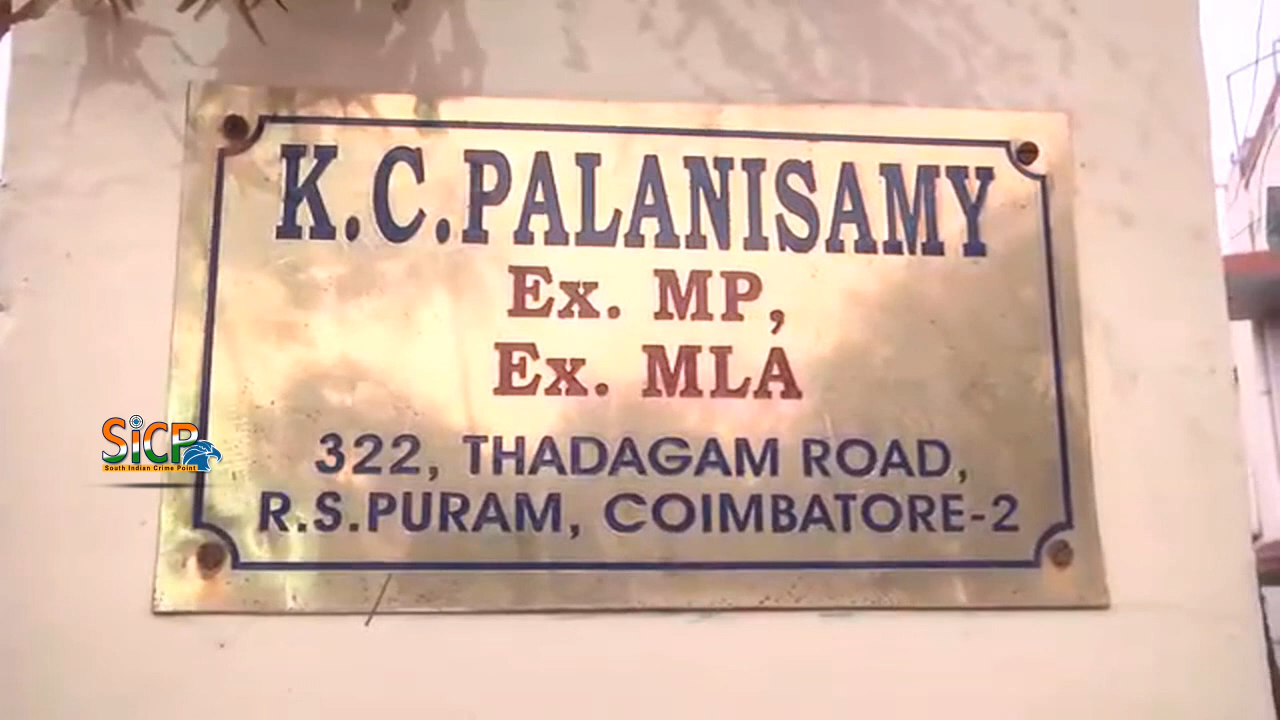 K.C.PALANISAMY
Ex. MP,
Ex. MLA
322, THADAGAM ROAD,
R.S.PURAM, COIMBATORE-2
SiCP
South Indian Crime Point